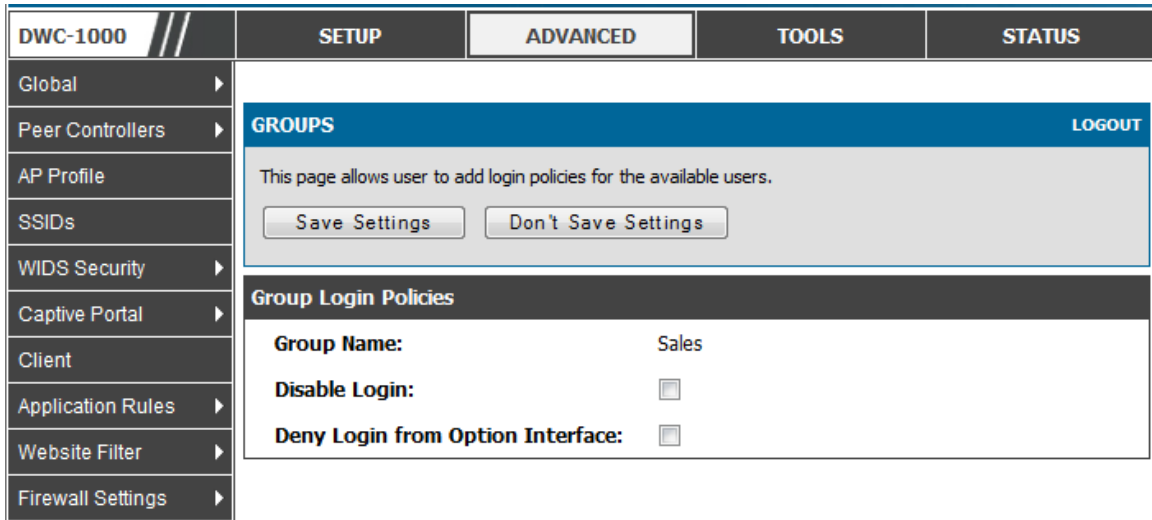 DWC-1000
SETUP
ADVANCED
TOOLS
STATUS
Global
Peer Controllers
AP Profile
SSIDs
WIDS Security
Captive Portal
Client
Application Rules
Website Filter
Firewall Settings
GROUPS
LOGOUT
This page allows user to add login policies for the available users.
Save Settings
Don't Save Settings
Group Login Policies
Group Name: Sales
Disable Login:
Deny Login from Option Interface: